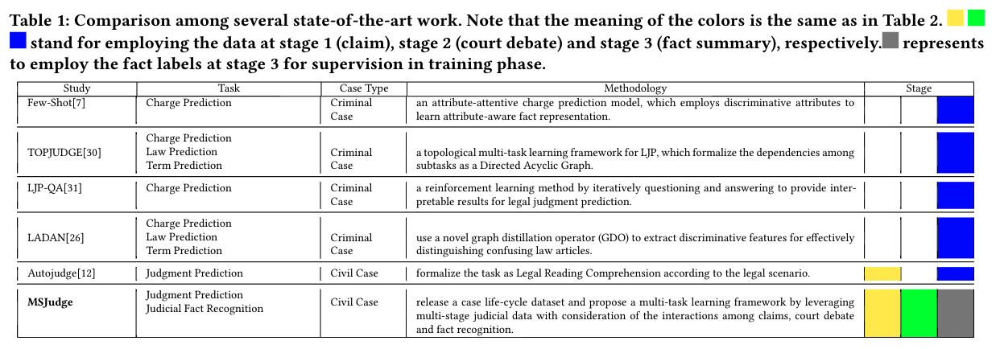 Table 1: Comparison among several state-of-the-art work. Note that the meaning of the colors is the same as in Table 2.
stand for employing the data at stage 1 (claim), stage 2 (court debate) and stage 3 (fact summary), respectively. represents
to employ the fact labels at stage 3 for supervision in training phase.
Study Task Case Type Methodology Stage
Few-Shot[7] Charge Prediction Criminal an attribute-attentive charge prediction model, which employs discriminative attributes to
Case learn attribute-aware fact representation.
Charge Prediction
TOPJUDGE[30] Law Prediction Criminal a topological multi-task learning framework for LJP, which formalize the dependencies among
Term Prediction Case subtasks as a Directed Acyclic Graph.
LJP-QA[31] Charge Prediction Criminal a reinforcement learning method by iteratively questioning and answering to provide inter-
Case pretable results for legal judgment prediction.
Charge Prediction
LADAN[26] Law Prediction Criminal use a novel graph distillation operator (GDO) to extract discriminative features for effectively
Term Prediction Case distinguishing confusing law articles.
Autojudge[12] Judgment Prediction Civil Case formalize the task as Legal Reading Comprehension according to the legal scenario.
Judgment Prediction
MSJudge Judicial Fact Recognition Civil Case release a case life-cycle dataset and propose a multi-task learning framework by leveraging
multi-stage judicial data with consideration of the interactions among claims, court debate
and fact recognition.